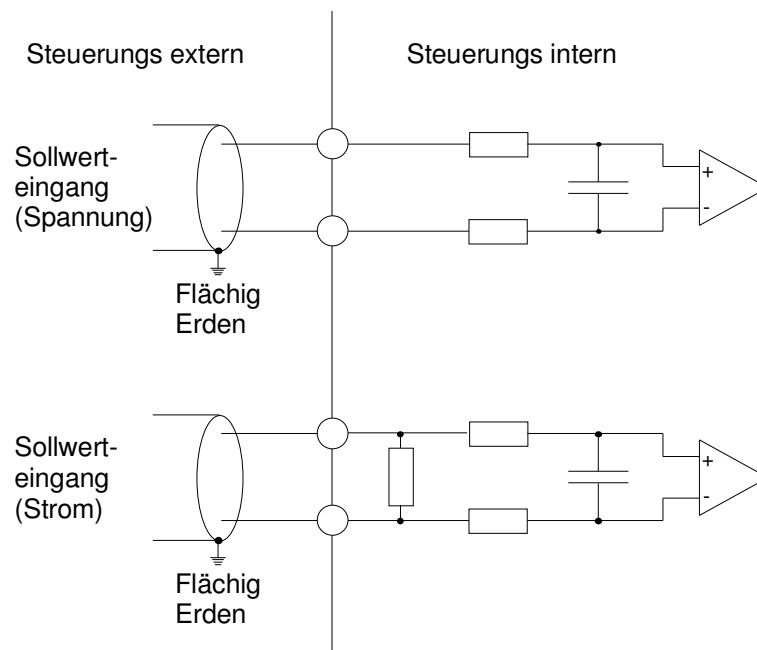 Steuerungs extern
Steuerungs intern
Sollwert-
eingang
(Spannung)
+
-
Flächig
Erden
Sollwert-
eingang
(Strom)
+
-
Flächig
Erden